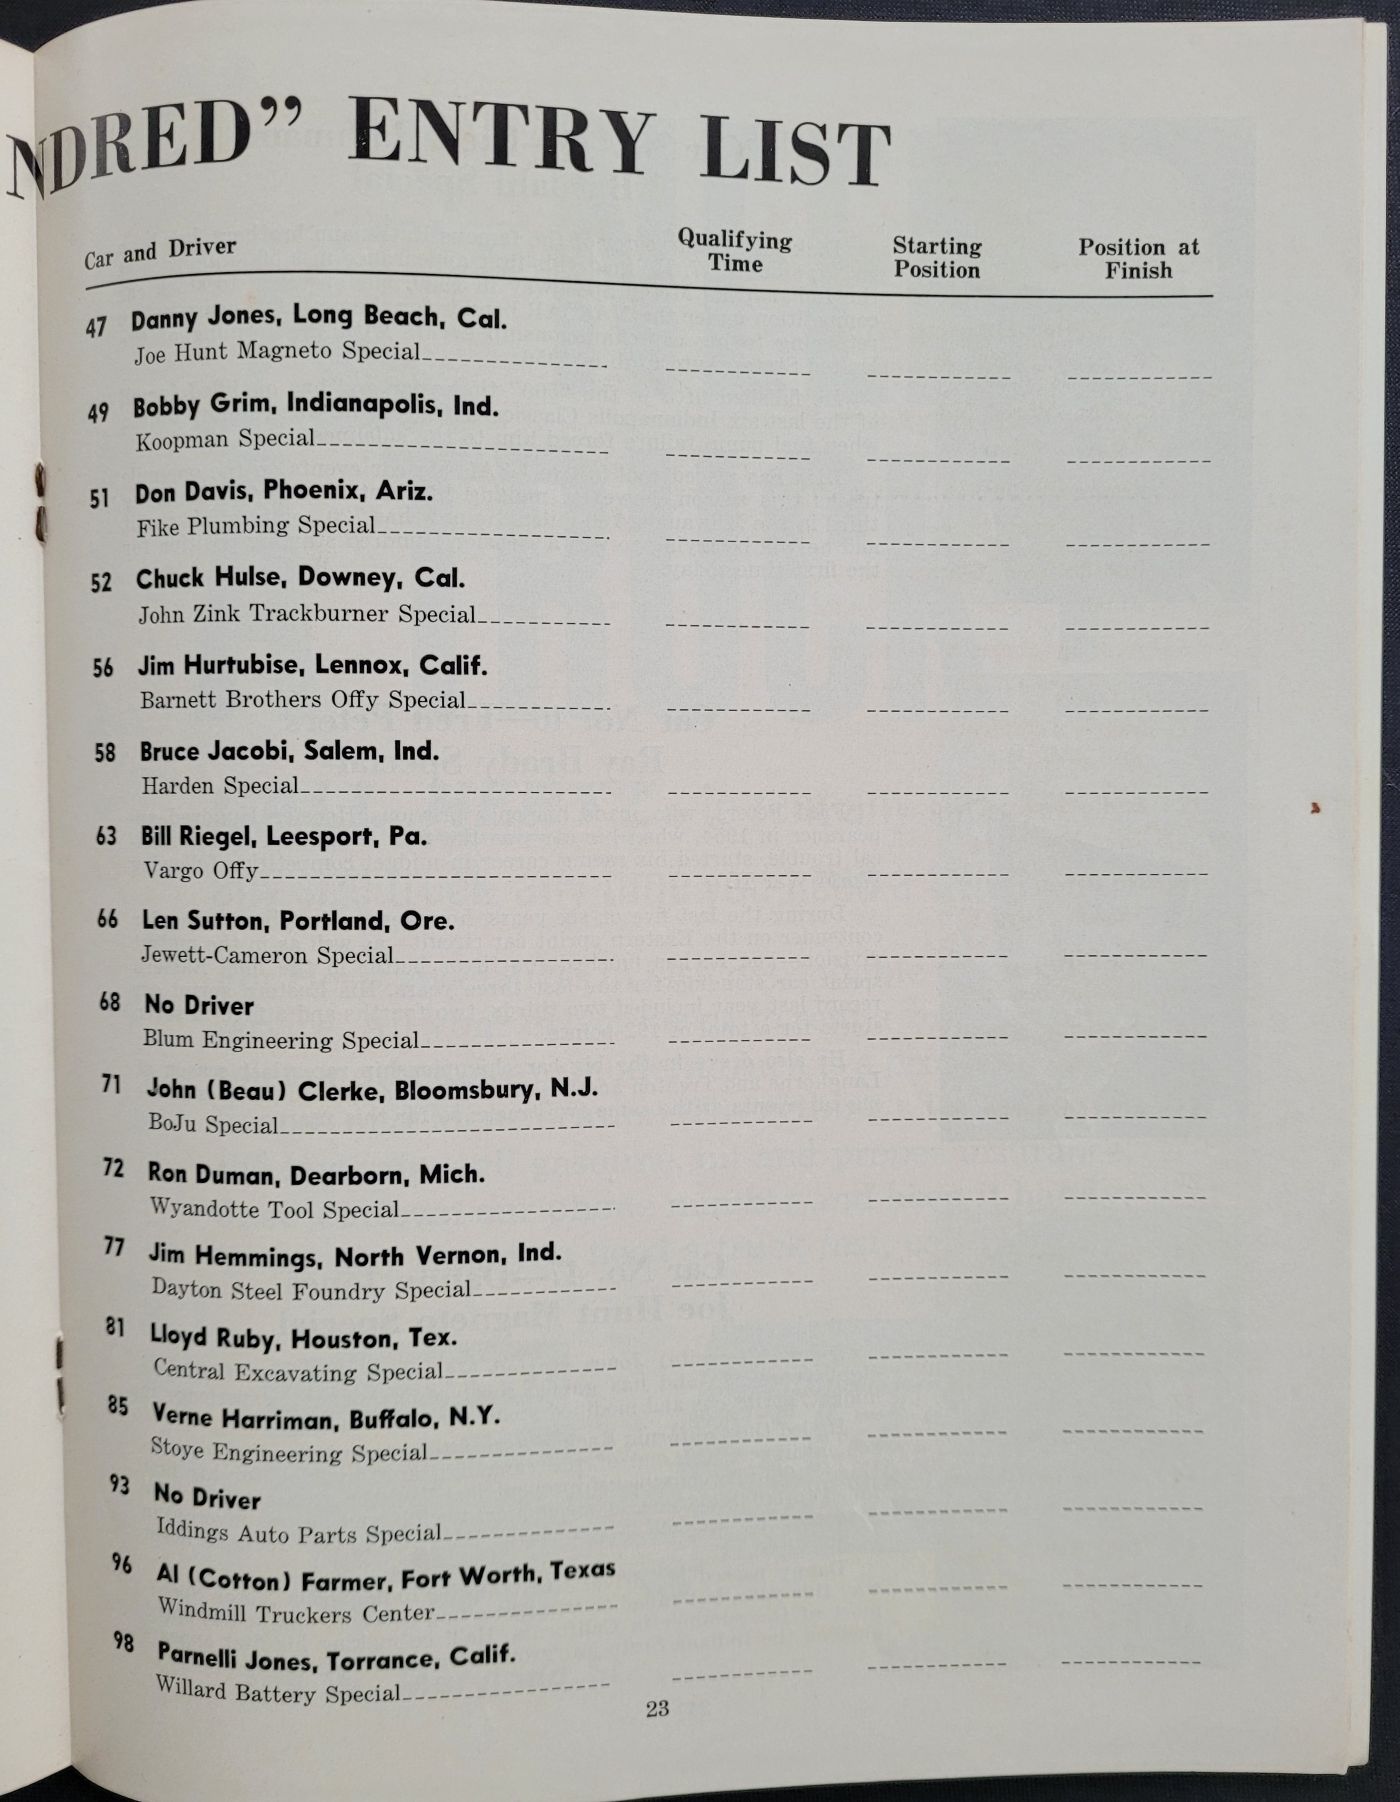 NDRED” ENTRY LIST
Car and Driver Qualifying Time Starting Position Position at Finish
47 Danny Jones, Long Beach, Cal.
Joe Hunt Magneto Special
49 Bobby Grim, Indianapolis, Ind.
Koopman Special
51 Don Davis, Phoenix, Ariz.
Fike Plumbing Special
52 Chuck Hulse, Downey, Cal.
John Zink Trackburner Special
56 Jim Hurtubise, Lennox, Calif.
Barnett Brothers Offy Special
58 Bruce Jacobi, Salem, Ind.
Harden Special
63 Bill Riegel, Leesport, Pa.
Vargo Offy
66 Len Sutton, Portland, Ore.
Jewett-Cameron Special
68 No Driver
Blum Engineering Special
71 John (Beau) Clerke, Bloomsbury, N.J.
BoJu Special
72 Ron Duman, Dearborn, Mich.
Wyandotte Tool Special
77 Jim Hemmings, North Vernon, Ind.
Dayton Steel Foundry Special
81 Lloyd Ruby, Houston, Tex.
Central Excavating Special
85 Verne Harriman, Buffalo, N.Y.
Stoye Engineering Special
93 No Driver
Iddings Auto Parts Special
96 Al (Cotton) Farmer, Fort Worth, Texas
Windmill Truckers Center
98 Parnelli Jones, Torrance, Calif.
Willard Battery Special
23